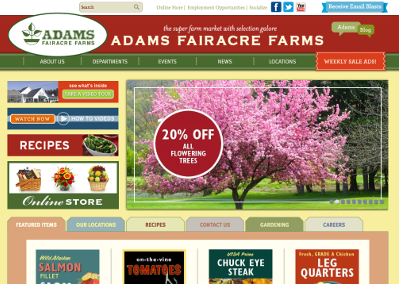 Search
Online Store | Employment Opportunities | Socialize
Receive Email Blasts
ADAMS
FAIRACRE FARMS
the super farm market with selection galore
ADAMS FAIRACRE FARMS
Adams
Blog
ABOUT US
DEPARTMENTS
EVENTS
NEWS
LOCATIONS
WEEKLY SALE ADS!
see what's inside
TAKE A VIDEO TOUR
WATCH NOW
HOW TO VIDEOS
RECIPES
Online STORE
20% OFF
ALL
FLOWERING
TREES
FEATURED ITEMS
OUR LOCATIONS
RECIPES
CONTACT US
GARDENING
CAREERS
Wild Alaskan
SALMON
FILLET
on-the-vine
TOMATOES
USDA Prime
CHUCK EYE
STEAK
Fresh, GRADE A Chicken
LEG
QUARTERS